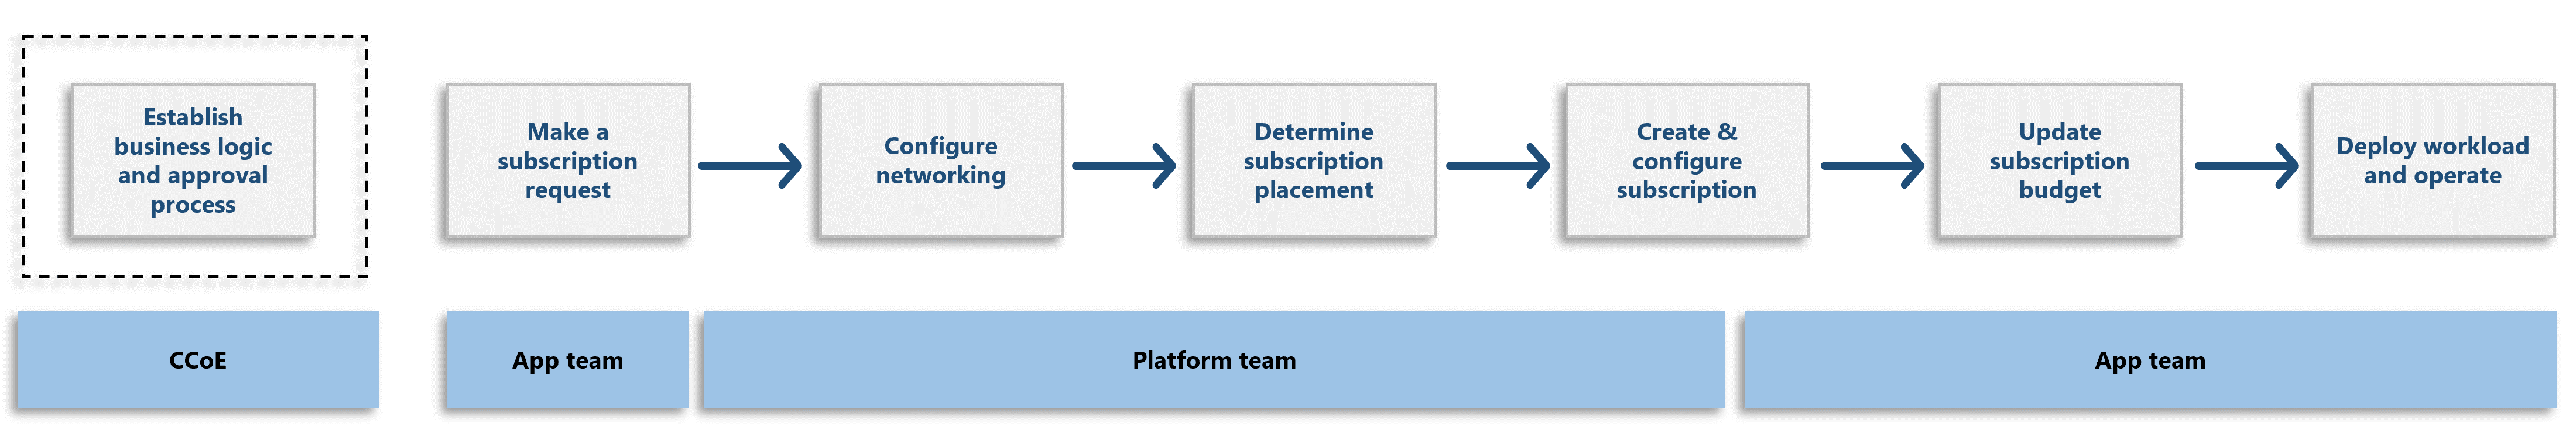 Establish
business logic
and approval
process
Make a
subscription
request
Configure
networking
Determine
subscription
placement
Create &
configure
subscription
Update
subscription
budget
Deploy workload
and operate
CCoE
App team
Platform team
App team